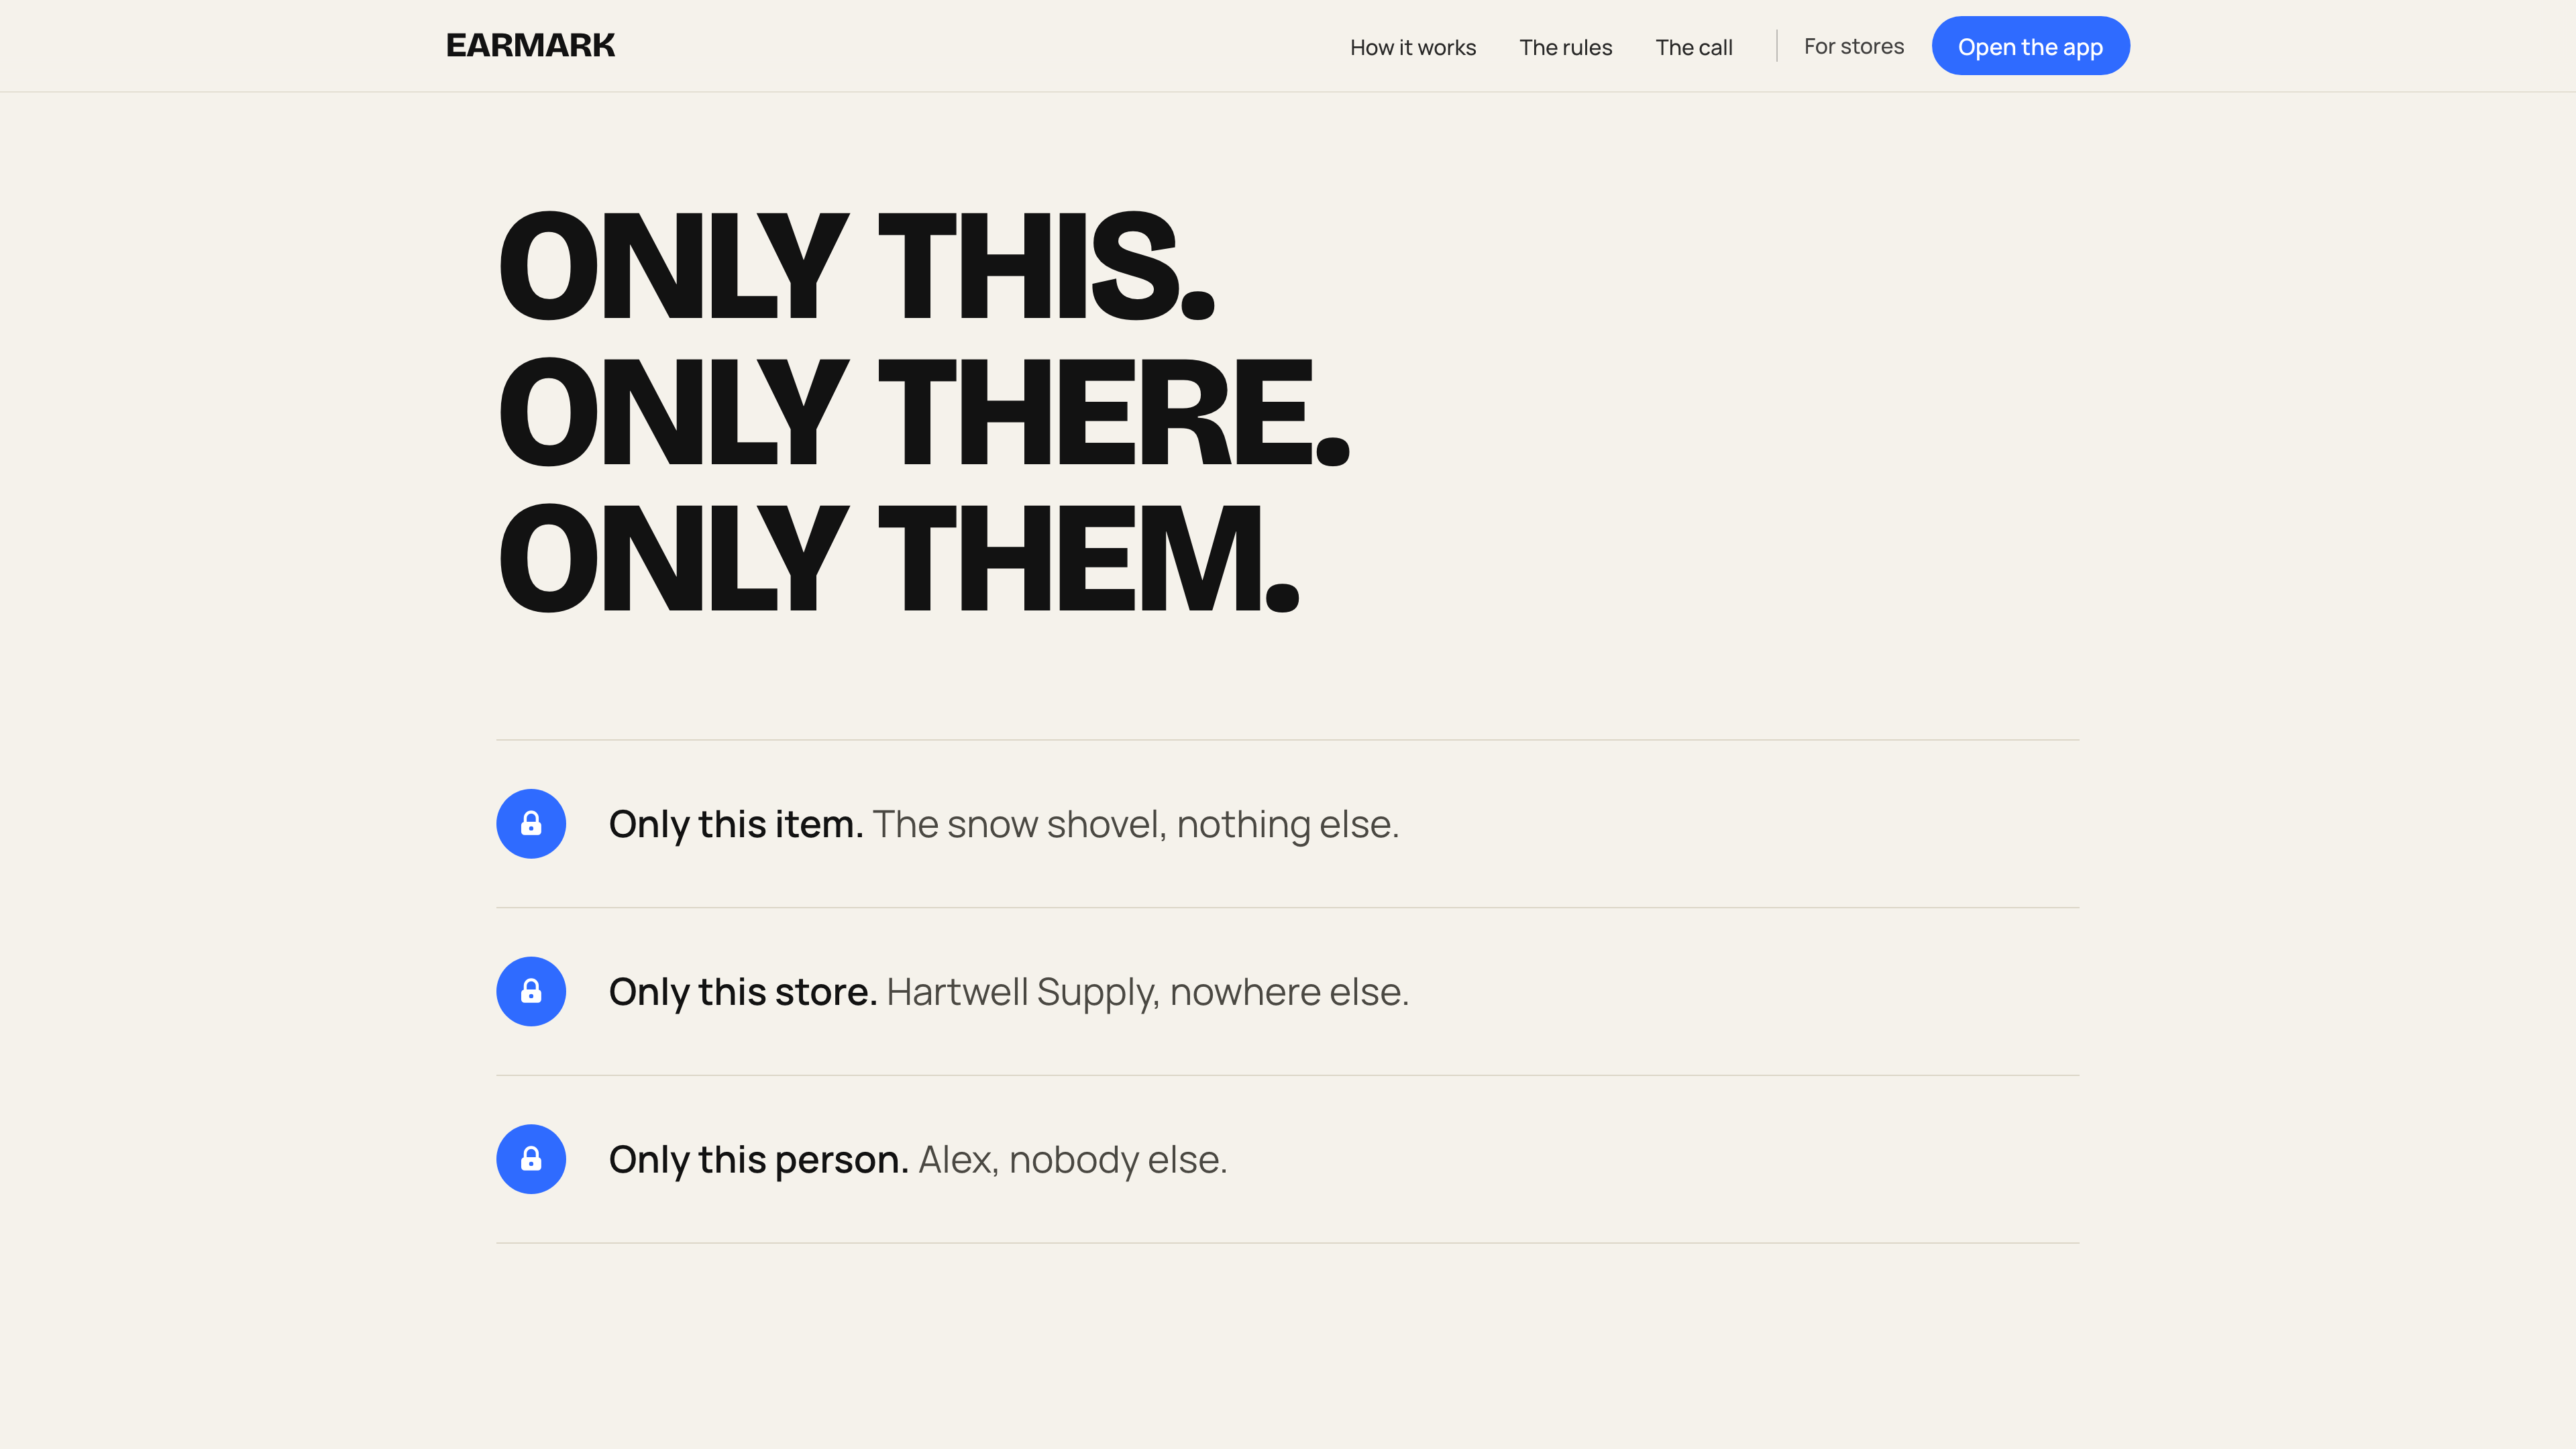 EARMARK
How it works
The rules
The call
For stores
Open the app
ONLY THIS.
ONLY THERE.
ONLY THEM.
Only this item. The snow shovel, nothing else.
Only this store. Hartwell Supply, nowhere else.
Only this person. Alex, nobody else.